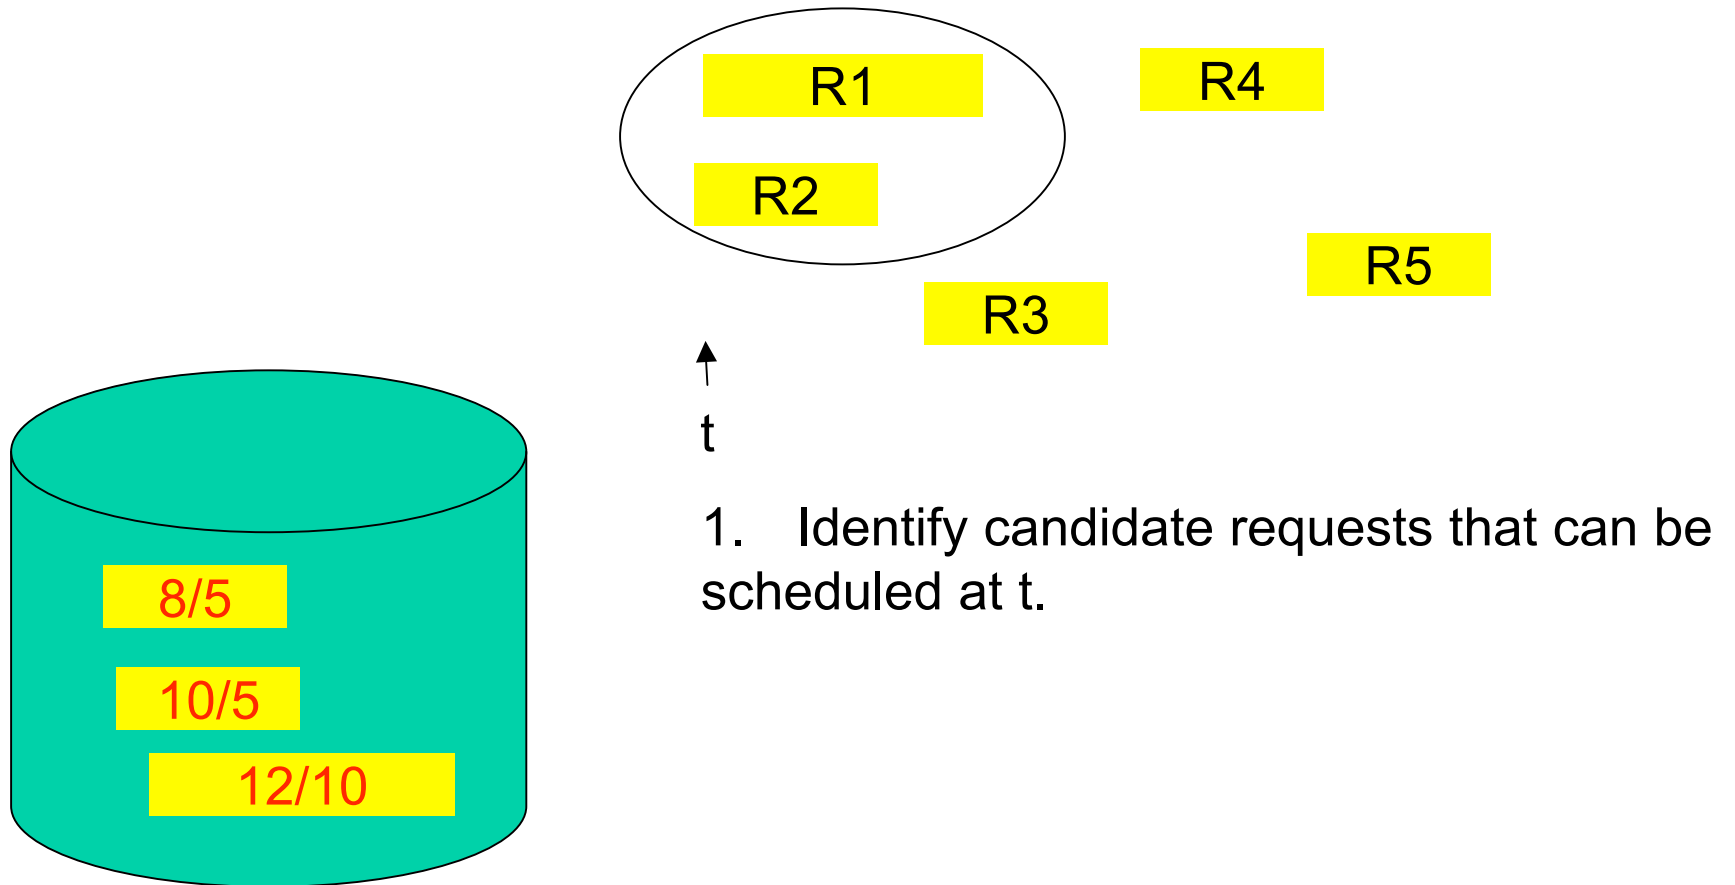 R1
R4
R2
R5
R3
t
1. Identify candidate requests that can be
scheduled at t.
8/5
10/5
12/10